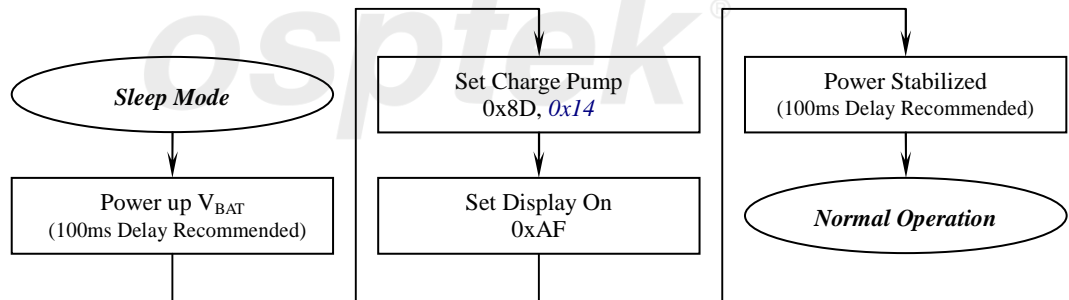 osptek®
Sleep Mode
Power up VBAT
(100ms Delay Recommended)
Set Charge Pump
0x8D, 0x14
Set Display On
0xAF
Power Stabilized
(100ms Delay Recommended)
Normal Operation